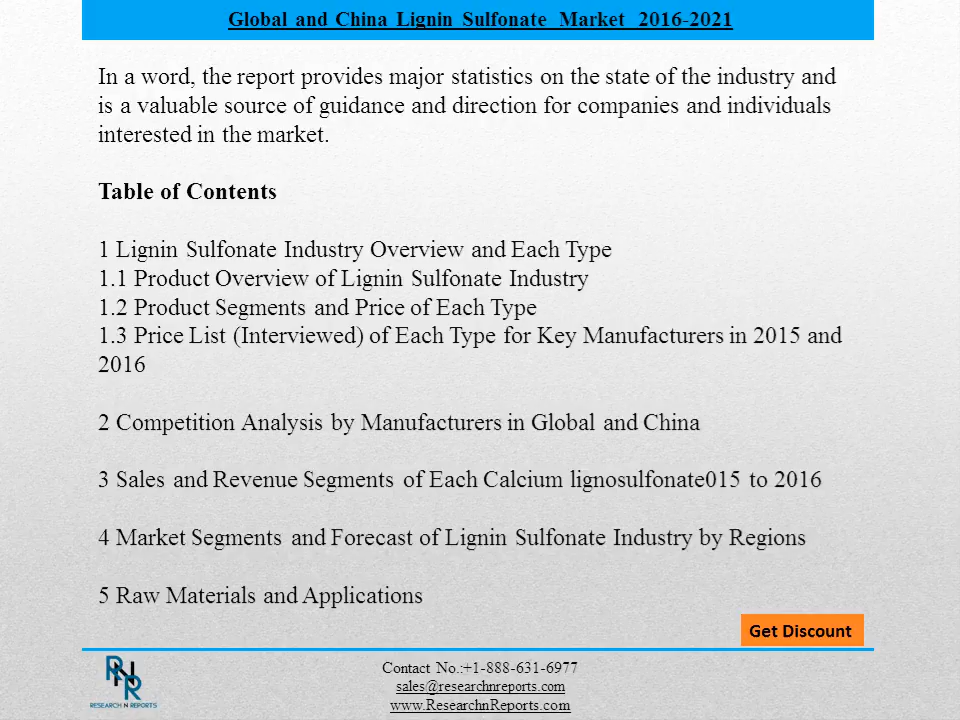 Global and China Lignin Sulfonate Market 2016-2021
In a word, the report provides major statistics on the state of the industry and
is a valuable source of guidance and direction for companies and individuals
interested in the market.
Table of Contents
1 Lignin Sulfonate Industry Overview and Each Type
1.1 Product Overview of Lignin Sulfonate Industry
1.2 Product Segments and Price of Each Type
1.3 Price List (Interviewed) of Each Type for Key Manufacturers in 2015 and
2016
2 Competition Analysis by Manufacturers in Global and China
3 Sales and Revenue Segments of Each Calcium lignosulfonate015 to 2016
4 Market Segments and Forecast of Lignin Sulfonate Industry by Regions
5 Raw Materials and Applications
Get Discount
RNR
RESEARCH N REPORTS
Contact No.:+1-888-631-6977
sales@researchnreports.com
www.ResearchnReports.com